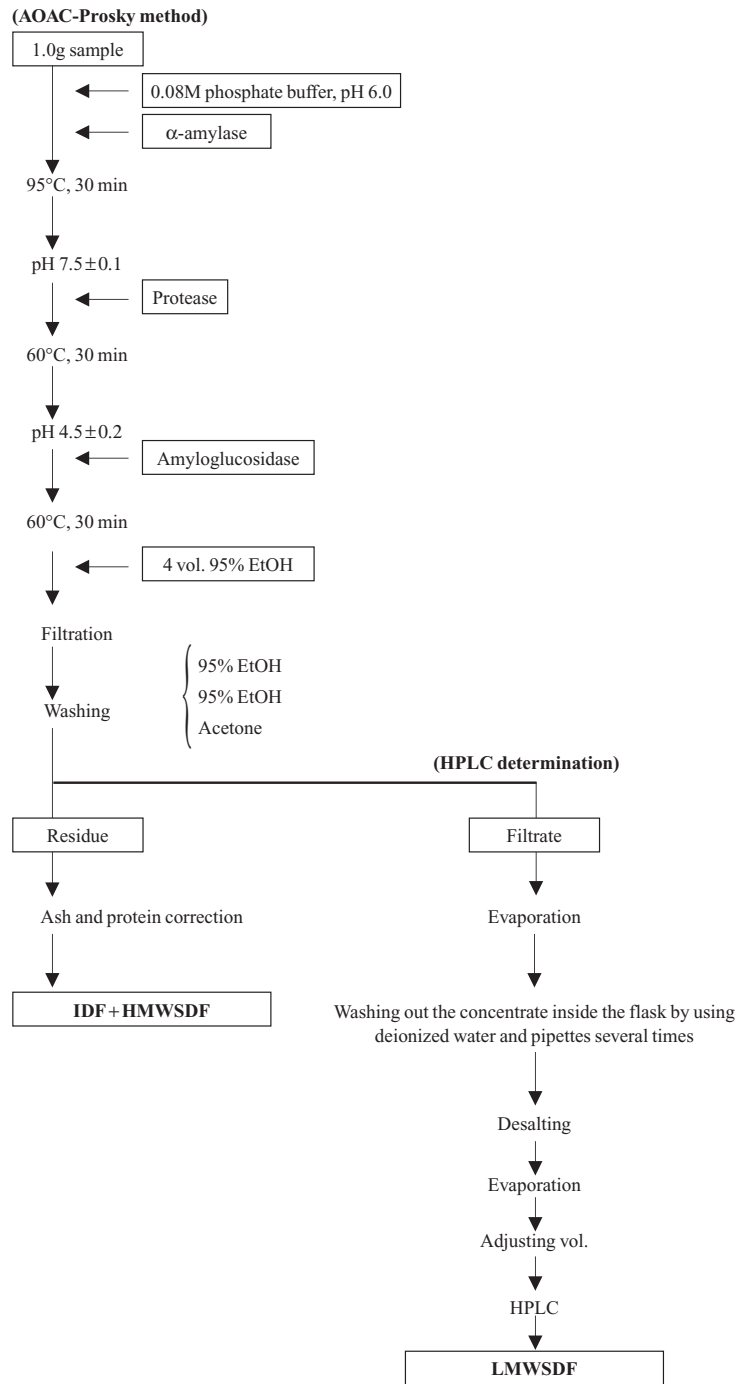 (AOAC-Prosky method)
1.0g sample
0.08M phosphate buffer, pH 6.0
α-amylase
95°C, 30 min
pH 7.5±0.1
Protease
60°C, 30 min
pH 4.5±0.2
Amyloglucosidase
60°C, 30 min
4 vol. 95% EtOH
Filtration
95% EtOH
95% EtOH
Washing
Acetone
(HPLC determination)
Residue
Filtrate
Ash and protein correction
Evaporation
IDF+HMWSDF
Washing out the concentrate inside the flask by using
deionized water and pipettes several times
Desalting
Evaporation
Adjusting vol.
HPLC
LMWSDF